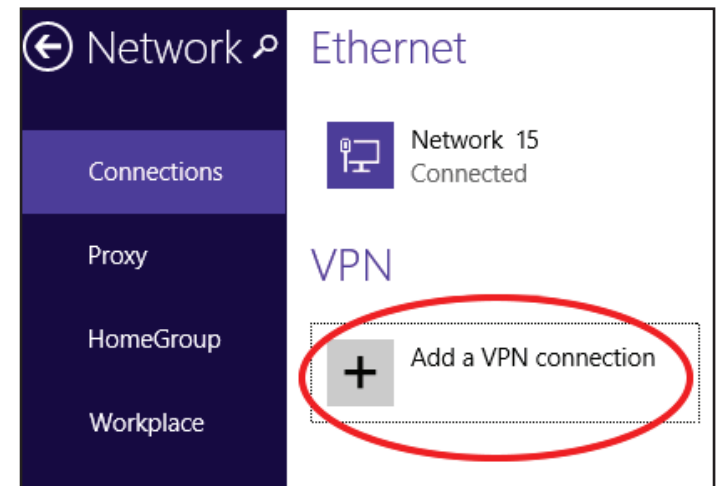 Network
Connections
Proxy
HomeGroup
Workplace
Ethernet
Network 15
Connected
VPN
Add a VPN connection